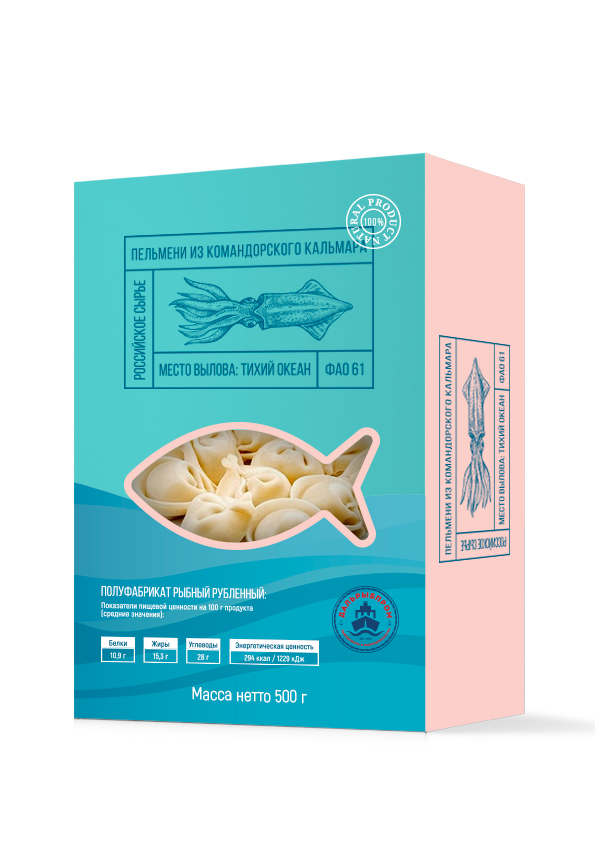 NATURAL PRODUCT
100%
ПЕЛЬМЕНИ ИЗ КОМАНДОРСКОГО КАЛЬМАРА
РОССИЙСКОЕ СЫРЬЕ
МЕСТО ВЫЛОВА: ТИХИЙ ОКЕАН
ФАО 61
ПОЛУФАБРИКАТ РЫБНЫЙ РУБЛЕННЫЙ:
Показатели пищевой ценности на 100 г продукта
(средние значения):
Белки
10,9 г
Жиры
15,3 г
Углеводы
28 г
Энергетическая ценность
294 ккал / 1229 кДж
ДАЛЬРЫБПРОМ
Масса нетто 500 г
ПЕЛЬМЕНИ ИЗ КОМАНДОРСКОГО КАЛЬМАРА
РОССИЙСКОЕ СЫРЬЕ
МЕСТО ВЫЛОВА: ТИХИЙ ОКЕАН
ФАО 61